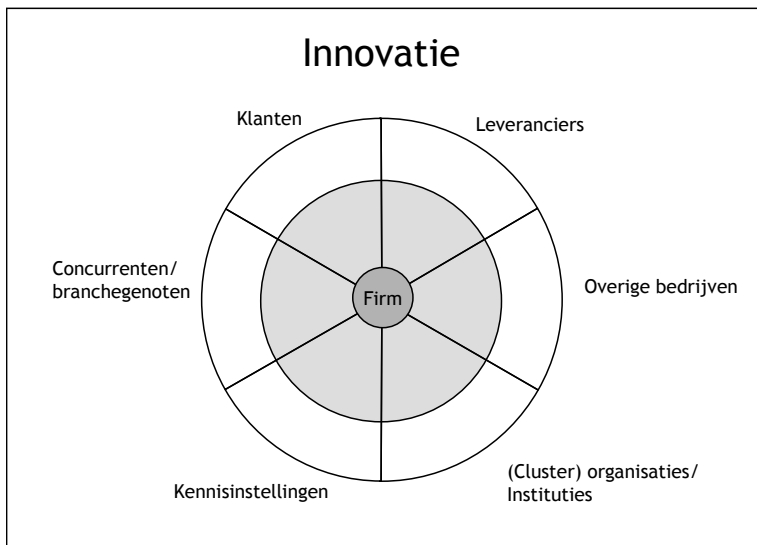 Innovatie
Klanten
Leveranciers
Concurrenten/
branchegenoten
Firm
Overige bedrijven
Kennisinstellingen
(Cluster) organisaties/
Instituties